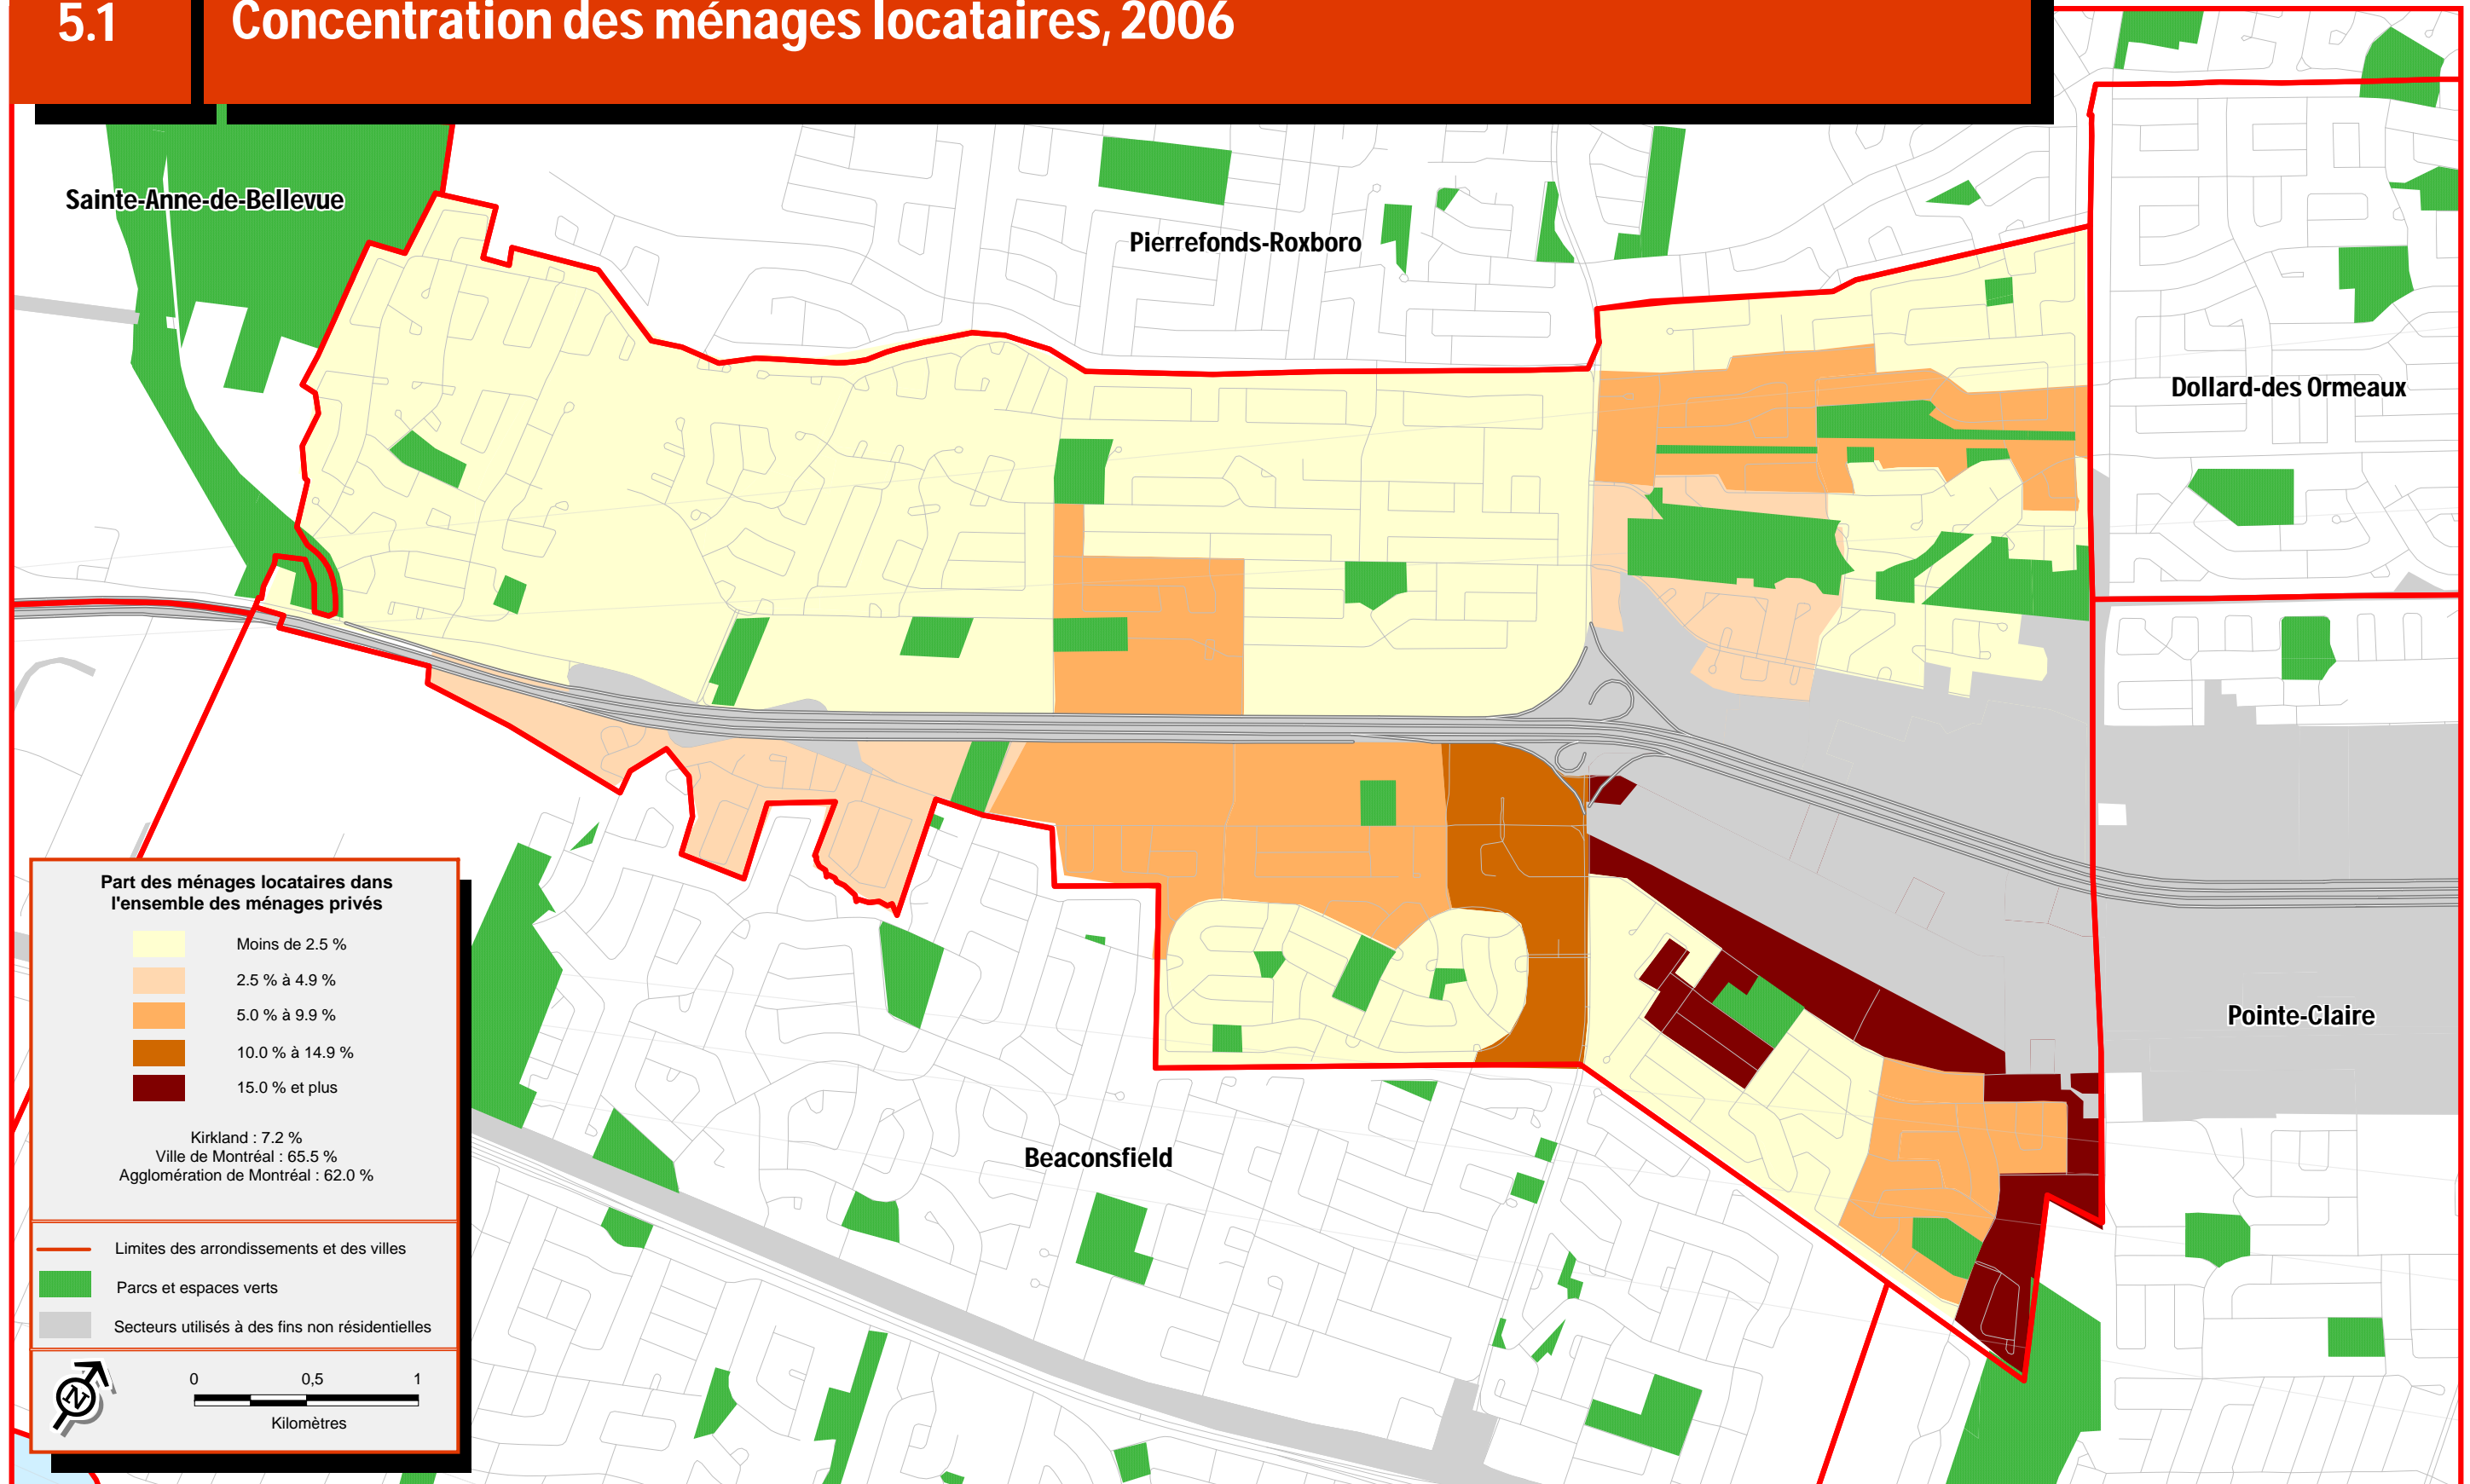 5.1
Concentration des ménages locataires, 2006
Sainte-Anne-de-Bellevue
Pierrefonds-Roxboro
Dollard-des Ormeaux
Pointe-Claire
Beaconsfield
Part des ménages locataires dans
l'ensemble des ménages privés
Moins de 2.5 %
2.5 % à 4.9 %
5.0 % à 9.9 %
10.0 % à 14.9 %
15.0 % et plus
Kirkland : 7.2 %
Ville de Montréal : 65.5 %
Agglomération de Montréal : 62.0 %
Limites des arrondissements et des villes
Parcs et espaces verts
Secteurs utilisés à des fins non résidentielles
N
0 0,5 1
Kilomètres